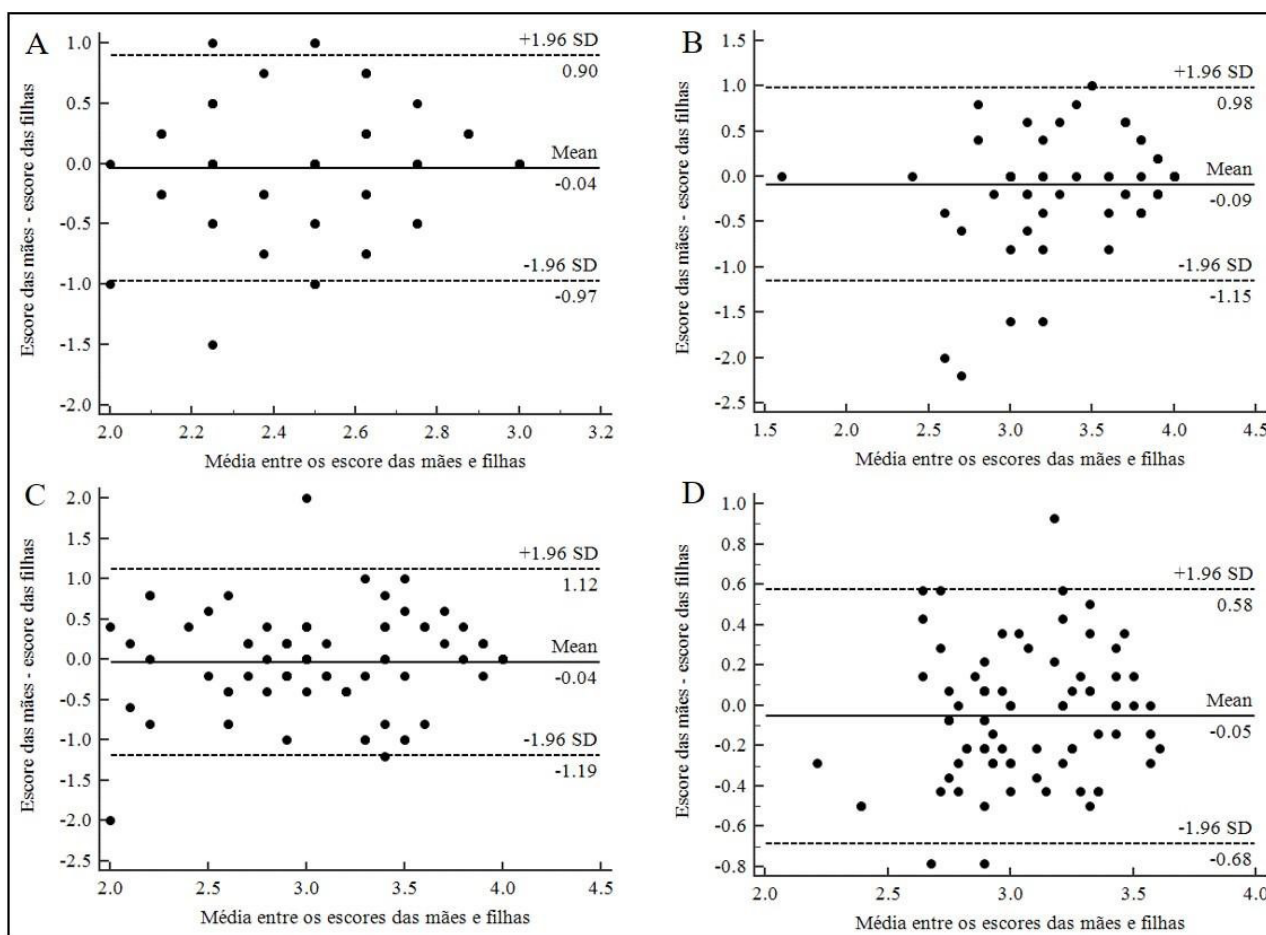 A
Escore das mães - escore das filhas
1.0
0.5
0.0
-0.5
-1.0
-1.5
-2.0
+1.96 SD
0.90
Mean
-0.04
-1.96 SD
-0.97
2.0 2.2 2.4 2.6 2.8 3.0 3.2
Média entre os escore das mães e filhas
B
Escore das mães - escore das filhas
1.5
1.0
0.5
0.0
-0.5
-1.0
-1.5
-2.0
-2.5
+1.96 SD
0.98
Mean
-0.09
-1.96 SD
-1.15
1.5 2.0 2.5 3.0 3.5 4.0 4.5
Média entre os escores das mães e filhas
C
Escore das mães - escore das filhas
2.0
1.5
1.0
0.5
0.0
-0.5
-1.0
-1.5
-2.0
-2.5
+1.96 SD
1.12
Mean
-0.04
-1.96 SD
-1.19
2.0 2.5 3.0 3.5 4.0 4.5
Média entre os escores das mães e filhas
D
Escore das mães - escore das filhas
1.0
0.8
0.6
0.4
0.2
0.0
-0.2
-0.4
-0.6
-0.8
+1.96 SD
0.58
Mean
-0.05
-1.96 SD
-0.68
2.0 2.5 3.0 3.5 4.0
Média entre os escores das mães e filhas